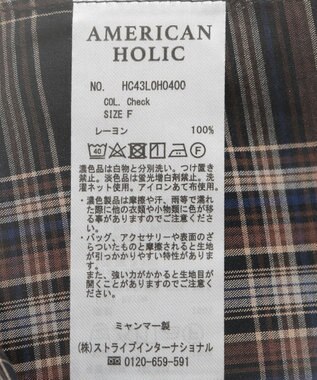 AMERICAN
HOLIC
NO. HC43L0H0400
COL. Check
SIZE F
レーヨン 100%
濃色品は白物と分別洗い。つけ置き
禁止。淡色品は蛍光増白剤禁止。洗
濯ネット使用。アイロンあて布使用。
・濃色製品は摩擦や汗、雨等で濡れ
た際に他の衣類や小物類に色が移
る事がありますのでご注意くださ
い。
・バッグ、アクセサリーや表面のざ
らついたものと摩擦されると生地
が引っかかりやすい特性がありま
す。
また、強い力がかかると生地目が
開くことがありますのでご注意く
ださい。
ミャンマー製
(株)ストライプインターナショナル
☎0120-659-591